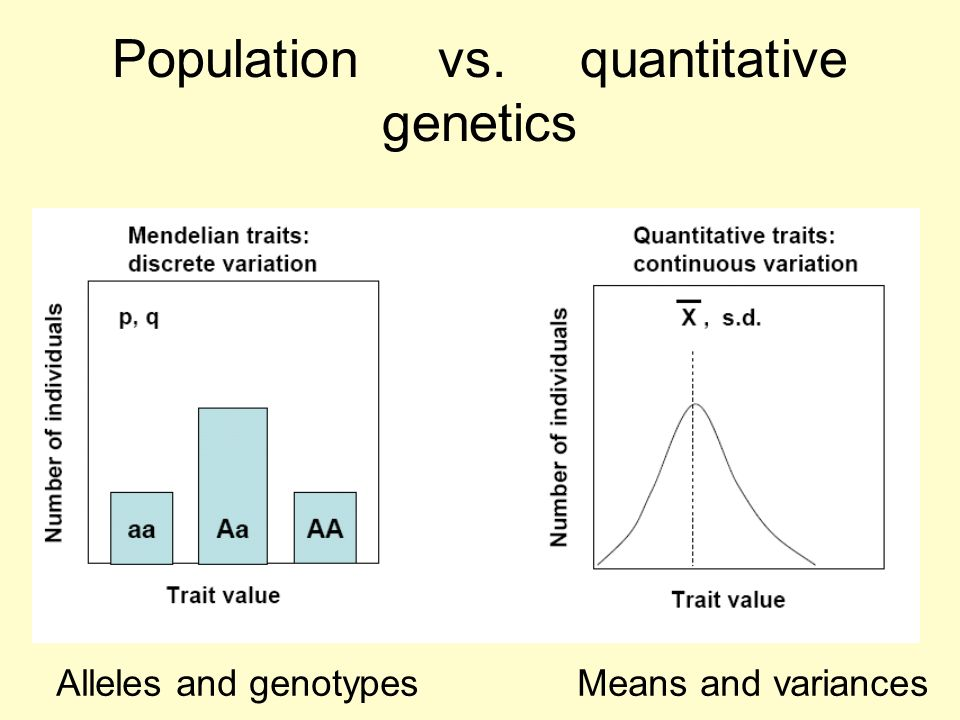 Population vs. quantitative
genetics
Mendelian traits:
discrete variation
p, q
Number of individuals
aa
Aa
AA
Trait value
Quantitative traits:
continuous variation
X̅, s.d.
Number of individuals
Trait value
Alleles and genotypes
Means and variances